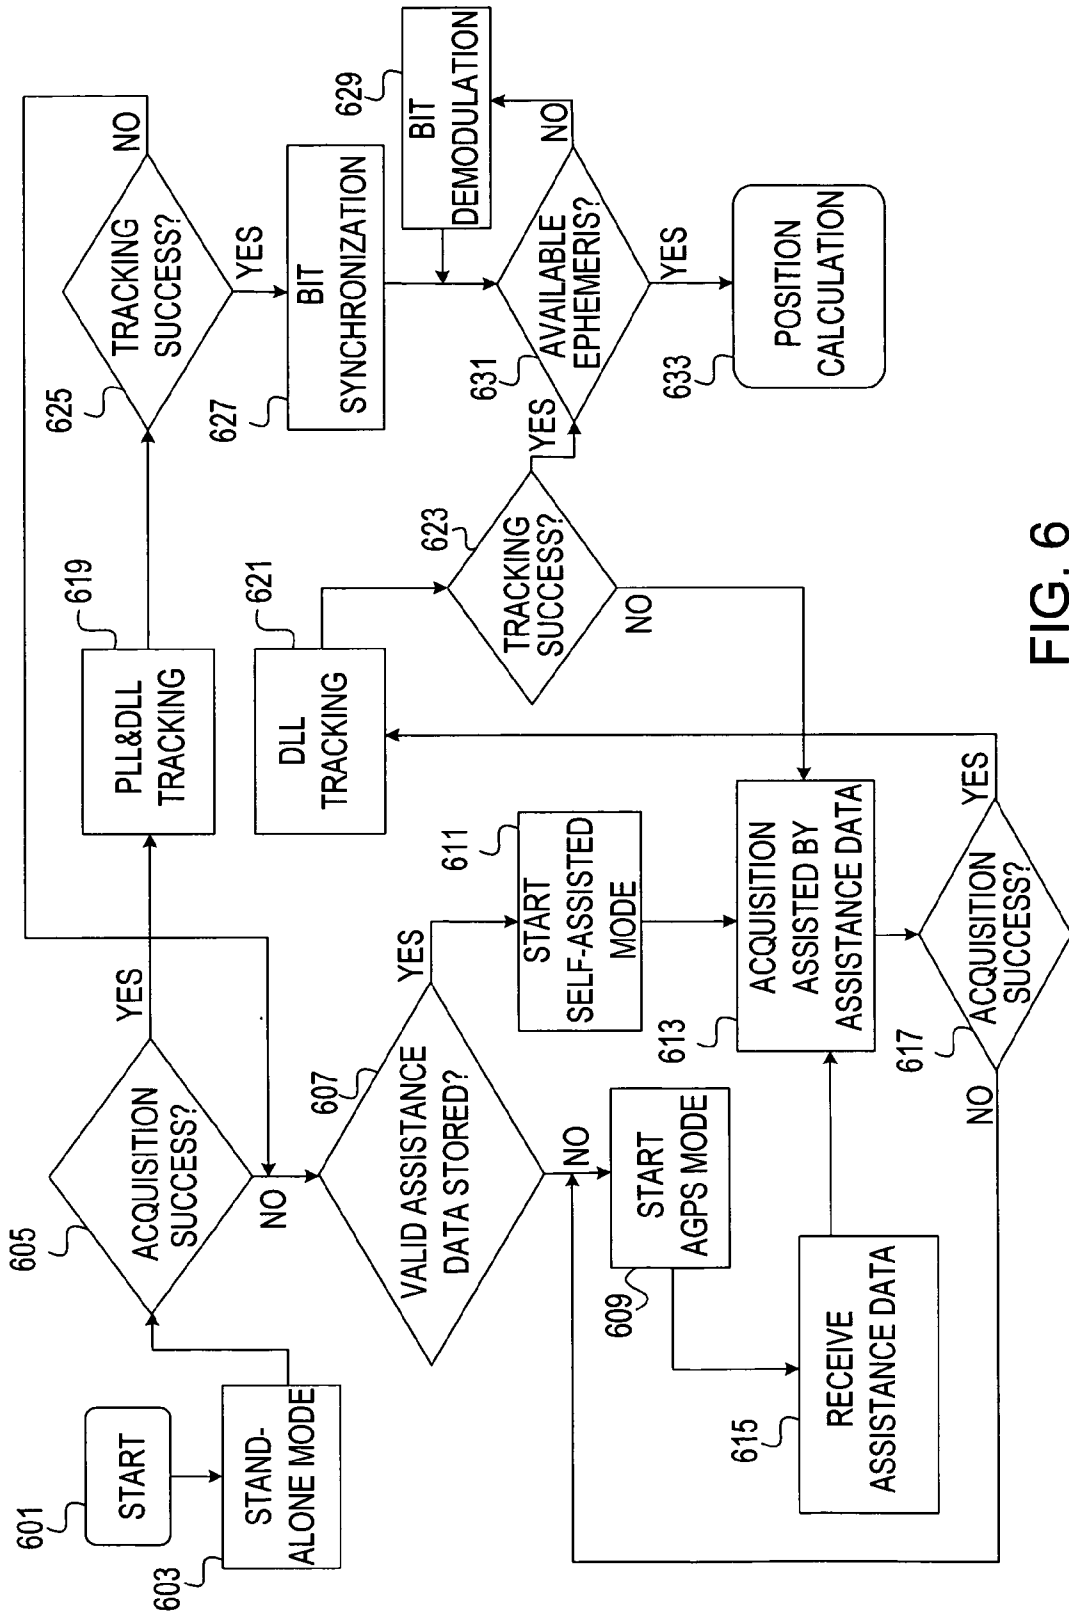 601
START
603
STAND-
ALONE MODE
605
ACQUISITION
SUCCESS?
YES
NO
607
VALID ASSISTANCE
DATA STORED?
YES
NO
609
START
AGPS MODE
611
START
SELF-ASSISTED
MODE
613
ACQUISITION
ASSISTED BY
ASSISTANCE DATA
615
RECEIVE
ASSISTANCE DATA
617
ACQUISITION
SUCCESS?
YES
NO
619
PLL&DLL
TRACKING
621
DLL
TRACKING
623
TRACKING
SUCCESS?
YES
NO
625
TRACKING
SUCCESS?
NO
YES
627
BIT
SYNCHRONIZATION
629
BIT
DEMODULATION
631
AVAILABLE
EPHEMERIS?
NO
YES
633
POSITION
CALCULATION
FIG. 6